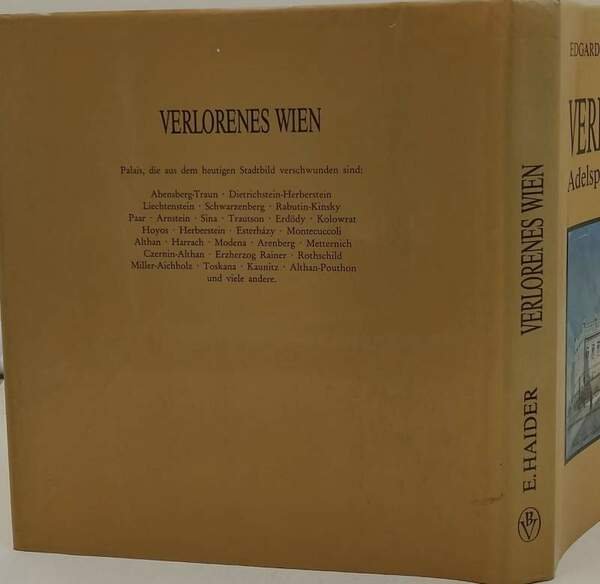 VERLORENES WIEN
Palais, die aus dem heutigen Stadtbild verschwunden sind:
Abensberg-Traun · Dietrichstein-Herberstein
Liechtenstein · Schwarzenberg · Rabutin-Kinsky
Paar · Arnstein · Sina · Trautson · Erdödy · Kolowrat
Hoyos · Herberstein · Esterházy · Montecuccoli
Althan · Harrach · Modena · Arenberg · Metternich
Czernin-Althan · Erzherzog Rainer · Rothschild
Miller-Aichholz · Toskana · Kaunitz · Althan-Pouthon
und viele andere.
E. HAIDER VERLORENES WIEN
BV
EDGARD
VERL
Adelsp